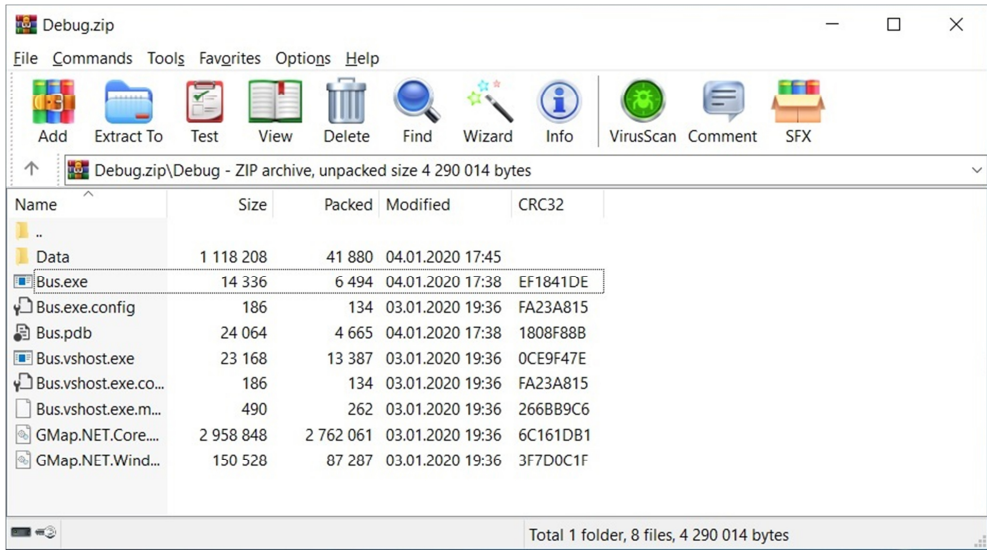 Debug.zip
File Commands Tools Favorites Options Help
Add Extract To Test View Delete Find Wizard Info VirusScan Comment SFX
Debug.zip\Debug - ZIP archive, unpacked size 4 290 014 bytes
Name Size Packed Modified CRC32
..
Data 1 118 208 41 880 04.01.2020 17:45
Bus.exe 14 336 6 494 04.01.2020 17:38 EF1841DE
Bus.exe.config 186 134 03.01.2020 19:36 FA23A815
Bus.pdb 24 064 4 665 04.01.2020 17:38 1808F88B
Bus.vshost.exe 23 168 13 387 03.01.2020 19:36 0CE9F47E
Bus.vshost.exe.co... 186 134 03.01.2020 19:36 FA23A815
Bus.vshost.exe.m... 490 262 03.01.2020 19:36 266BB9C6
GMap.NET.Core.... 2 958 848 2 762 061 03.01.2020 19:36 6C161DB1
GMap.NET.Wind... 150 528 87 287 03.01.2020 19:36 3F7D0C1F
Total 1 folder, 8 files, 4 290 014 bytes